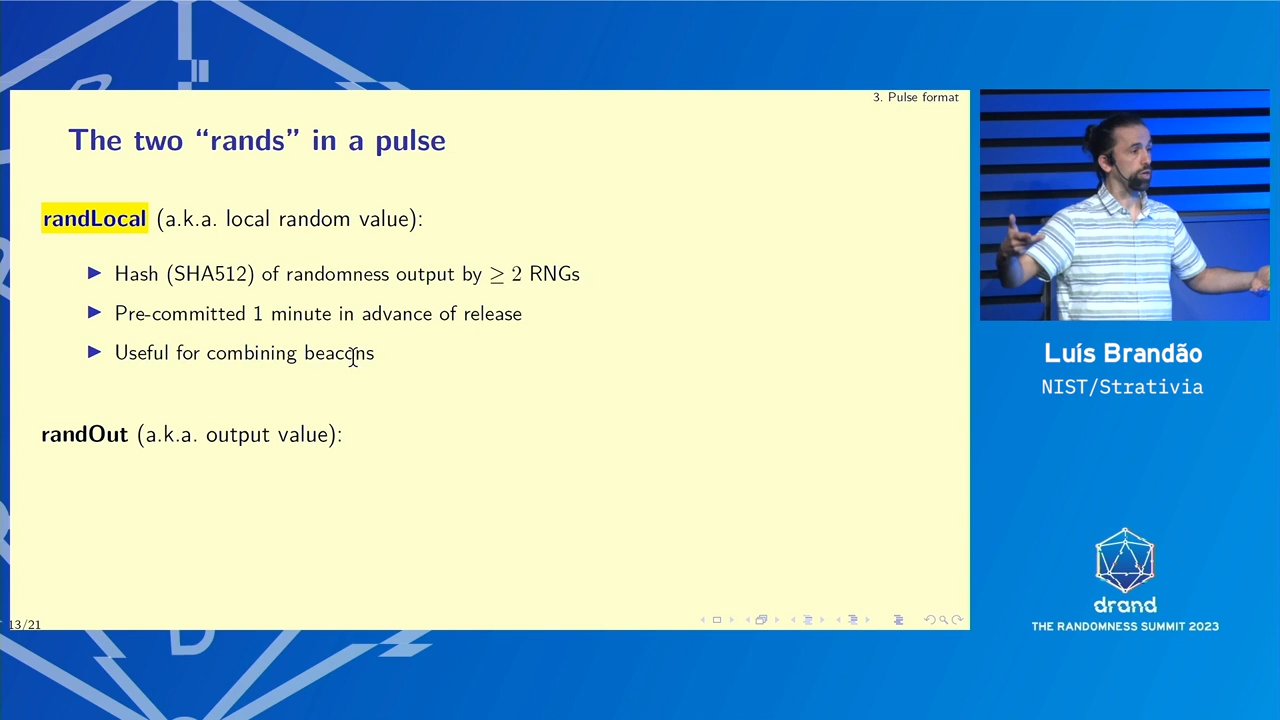 3. Pulse format
The two “rands” in a pulse
randLocal (a.k.a. local random value):
▶ Hash (SHA512) of randomness output by ≥ 2 RNGs
▶ Pre-committed 1 minute in advance of release
▶ Useful for combining beacons
randOut (a.k.a. output value):
13/21
Luís Brandão
NIST/Strativia
drand
THE RANDOMNESS SUMMIT 2023